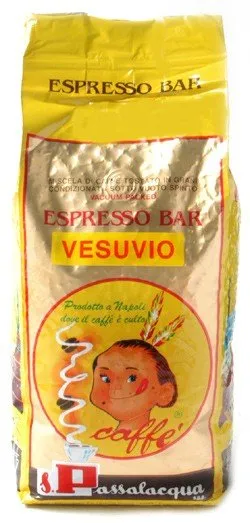 ESPRESSO BAR
MISCELA DI CAFFÈ TOSTATO IN GRANI
CONDIZIONATA SOTTO VUOTO SPINTO
VACUUM PACKED
ESPRESSO BAR
VESUVIO
Prodotto a Napoli
dove il caffè è culto
caffè
S. Passalacqua